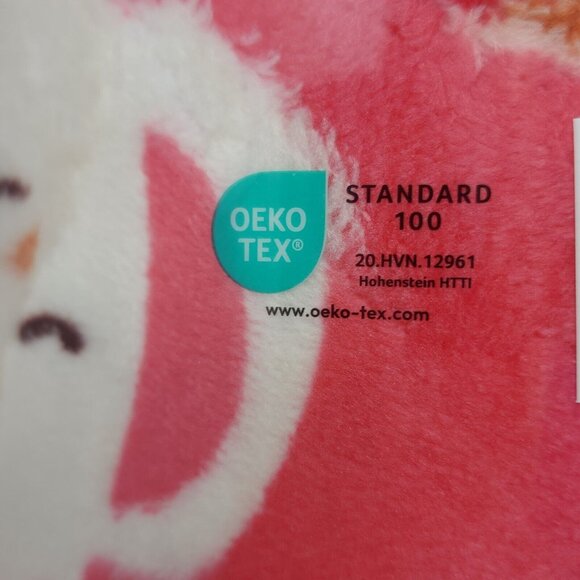 OEKO
TEX®
STANDARD
100
20.HVN.12961
Hohenstein HTTI
www.oeko-tex.com